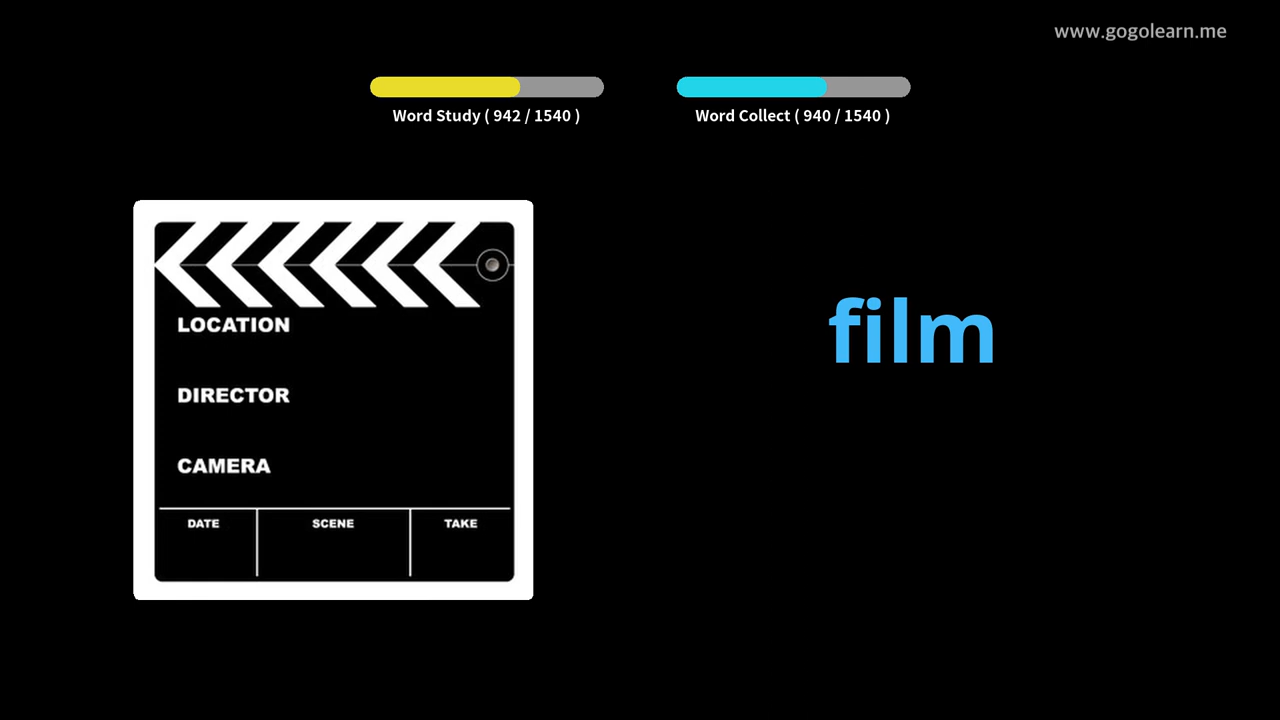 www.gogolearn.me
Word Study ( 942 / 1540 )
Word Collect ( 940 / 1540 )
LOCATION
DIRECTOR
CAMERA
DATE
SCENE
TAKE
film